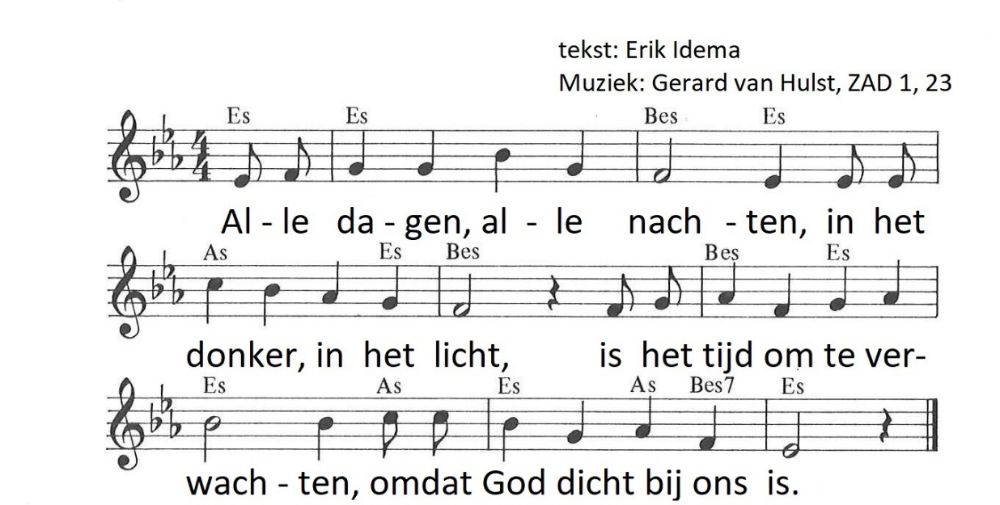 tekst: Erik Idema
Muziek: Gerard van Hulst, ZAD 1, 23
Es Es Bes Es
4
4
Al - le da - gen, al - le nach - ten, in het
As Es Bes Bes Es
donker, in het licht, is het tijd om te ver-
Es As Es As Bes7 Es
wach - ten, omdat God dicht bij ons is.